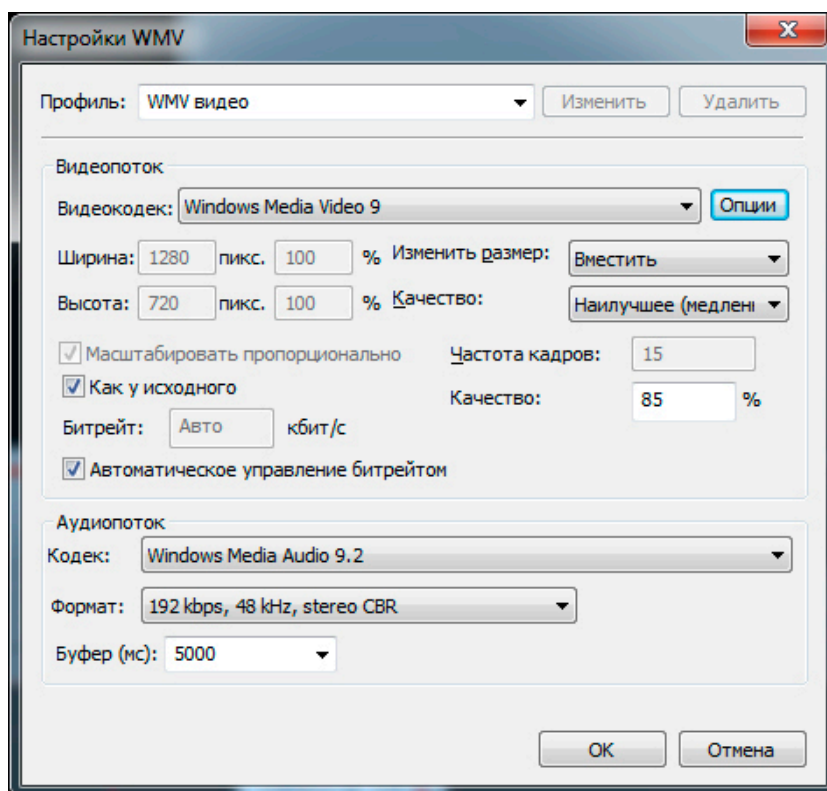 Настройки WMV
Профиль: WMV видео Изменить Удалить
Видеопоток
Видеокодек: Windows Media Video 9 Опции
Ширина: 1280 пикс. 100 % Изменить размер: Вместить
Высота: 720 пикс. 100 % Качество: Наилучшее (медлен
Масштабировать пропорционально Частота кадров: 15
Как у исходного Качество: 85 %
Битрейт: Авто кбит/с
Автоматическое управление битрейтом
Аудиопоток
Кодек: Windows Media Audio 9.2
Формат: 192 kbps, 48 kHz, stereo CBR
Буфер (мс): 5000
OK Отмена